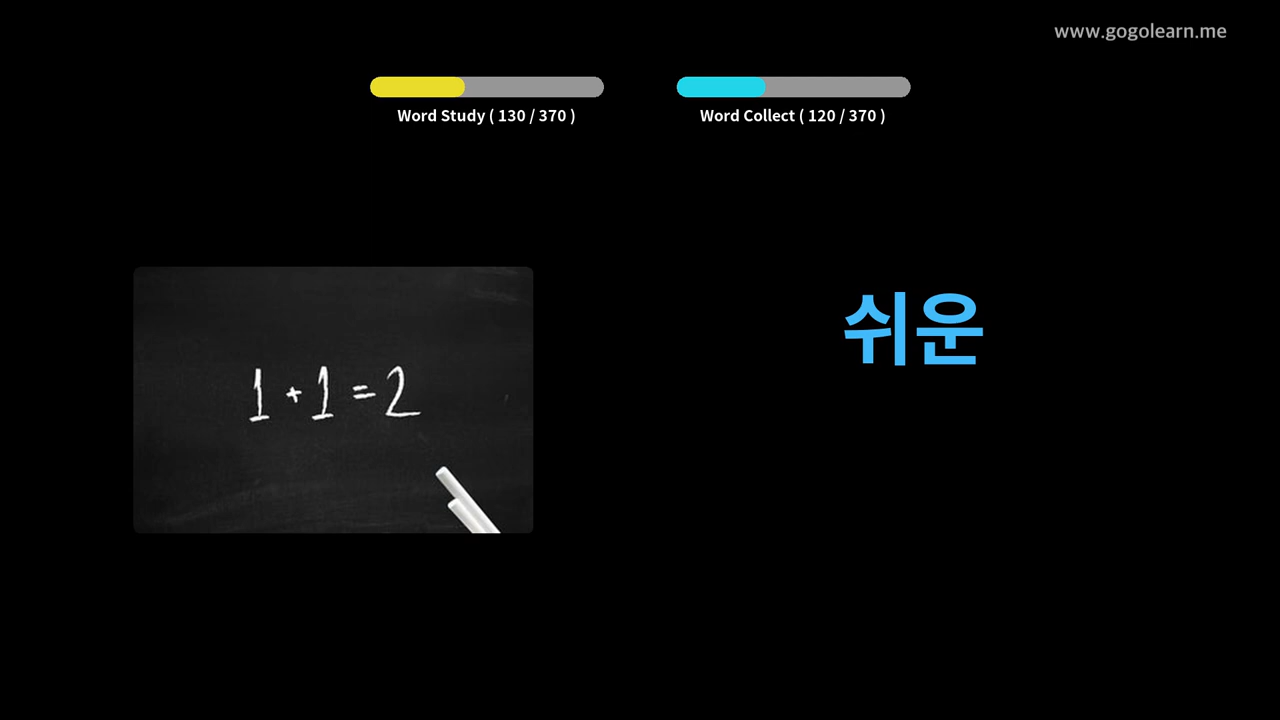 www.gogolearn.me
Word Study ( 130 / 370 )
Word Collect ( 120 / 370 )
1 + 1 = 2
쉬운